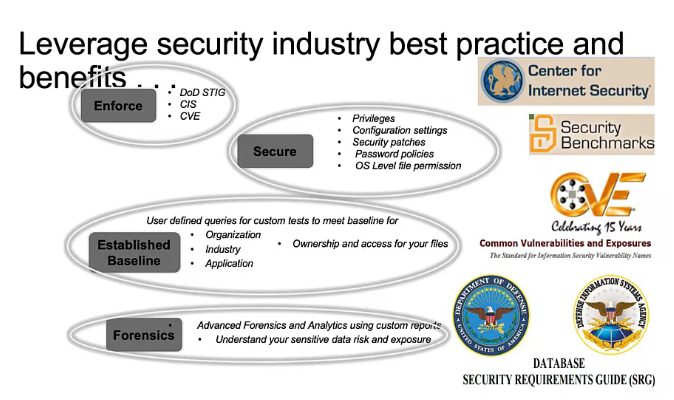 Leverage security industry best practice and
benefits . . .
Enforce
• DoD STIG
• CIS
• CVE
Secure
• Privileges
• Configuration settings
• Security patches
• Password policies
• OS Level file permission
User defined queries for custom tests to meet baseline for
Established
Baseline
• Organization
• Industry
• Application
• Ownership and access for your files
Forensics
• Advanced Forensics and Analytics using custom reports
• Understand your sensitive data risk and exposure
Center for
Internet Security
Security
Benchmarks
CVE
Celebrating 15 Years
Common Vulnerabilities and Exposures
The Standard for Information Security Vulnerability Names
DEPARTMENT OF DEFENSE
UNITED STATES OF AMERICA
DEFENSE INFORMATION SYSTEMS AGENCY
DATABASE
SECURITY REQUIREMENTS GUIDE (SRG)